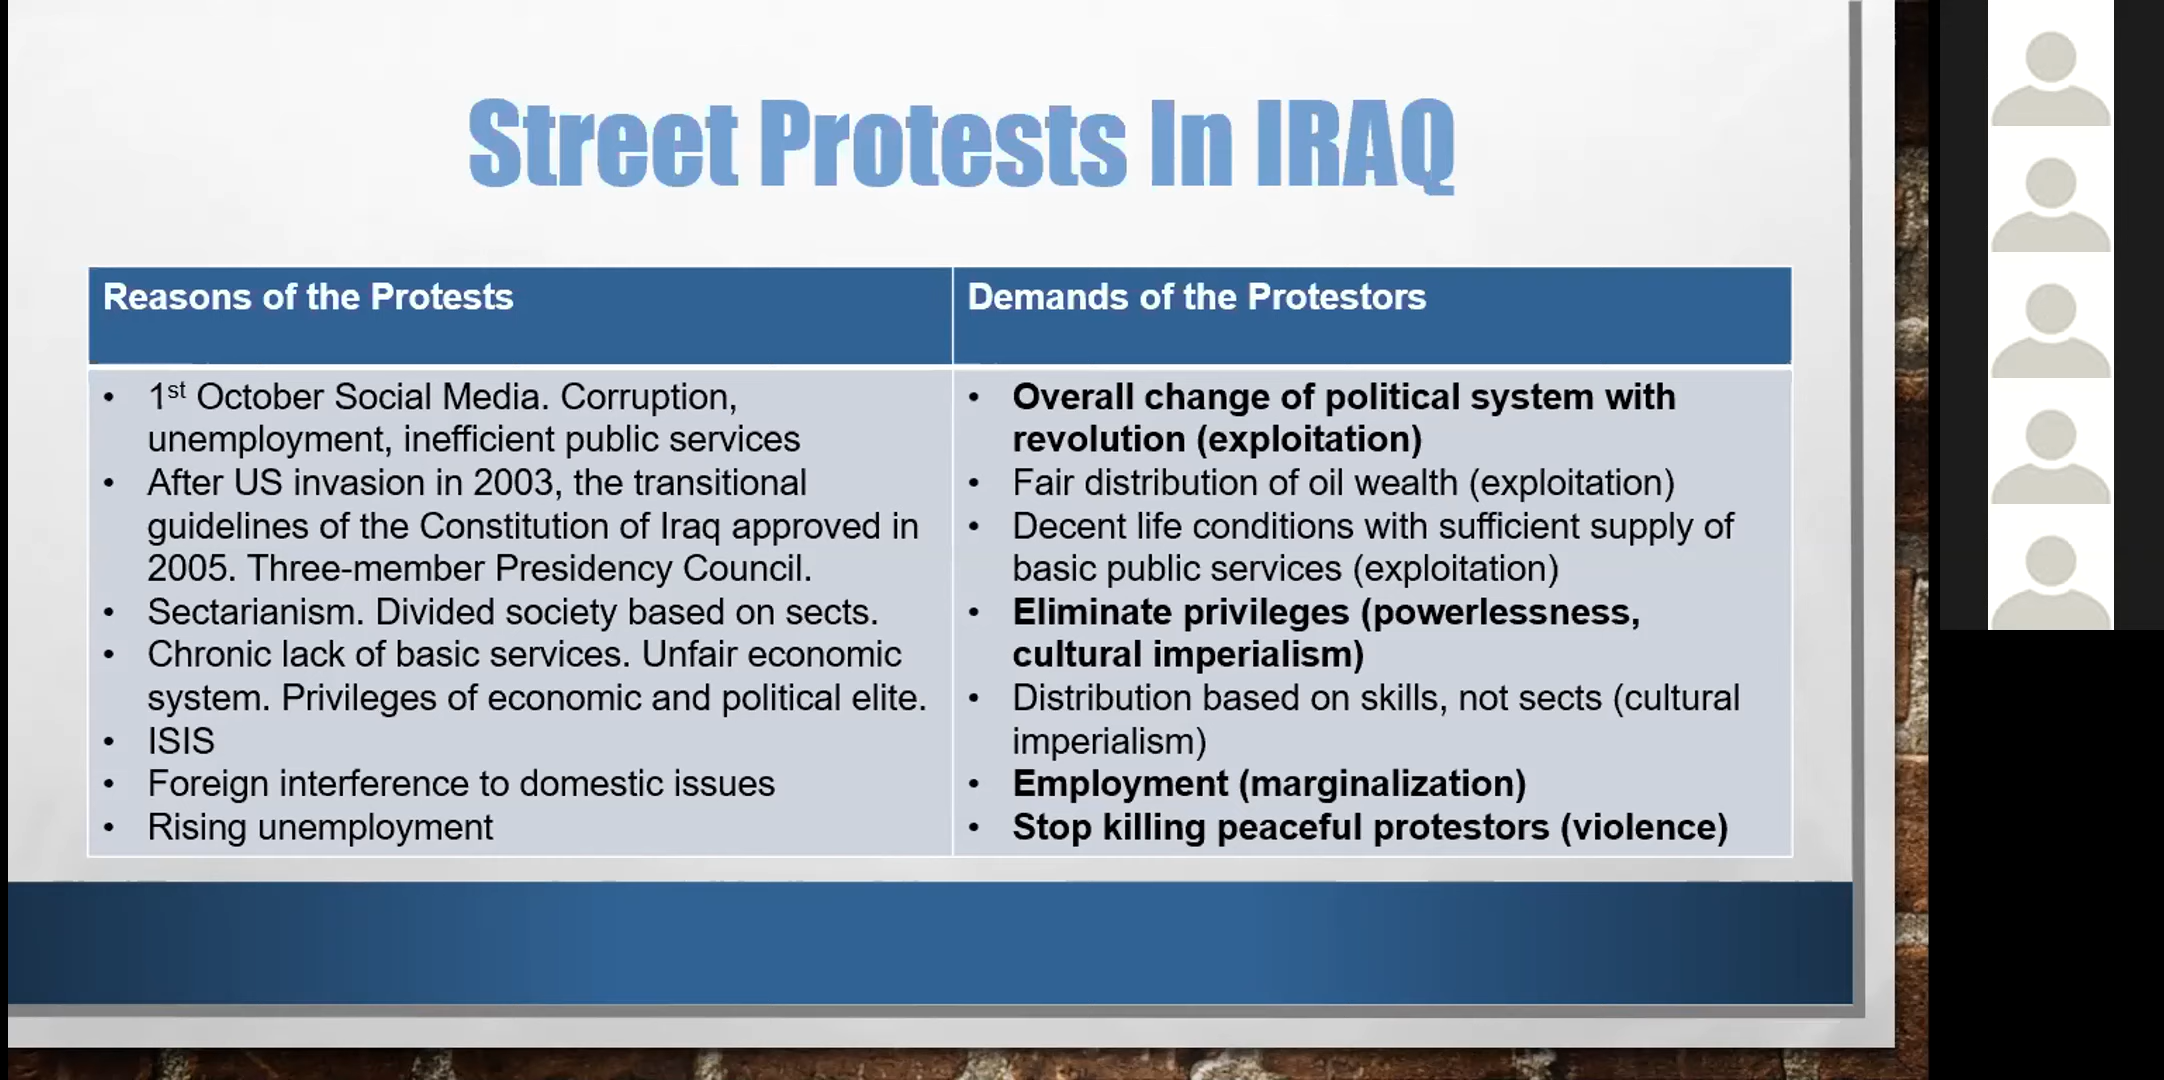 Street Protests In IRAQ
Reasons of the Protests
• 1st October Social Media. Corruption,
unemployment, inefficient public services
• After US invasion in 2003, the transitional
guidelines of the Constitution of Iraq approved in
2005. Three-member Presidency Council.
• Sectarianism. Divided society based on sects.
• Chronic lack of basic services. Unfair economic
system. Privileges of economic and political elite.
• ISIS
• Foreign interference to domestic issues
• Rising unemployment
Demands of the Protestors
• Overall change of political system with
revolution (exploitation)
• Fair distribution of oil wealth (exploitation)
• Decent life conditions with sufficient supply of
basic public services (exploitation)
• Eliminate privileges (powerlessness,
cultural imperialism)
• Distribution based on skills, not sects (cultural
imperialism)
• Employment (marginalization)
• Stop killing peaceful protestors (violence)